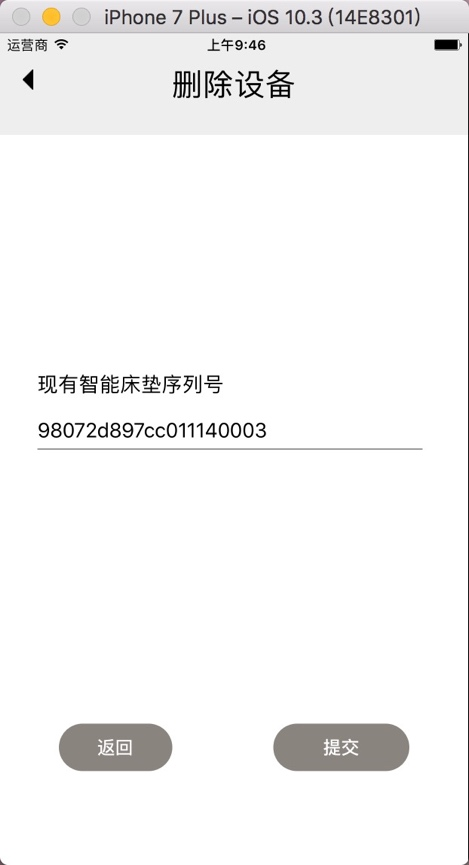 iPhone 7 Plus – iOS 10.3 (14E8301)
运营商 上午9:46
删除设备
现有智能床垫序列号
98072d897cc011140003
返回 提交